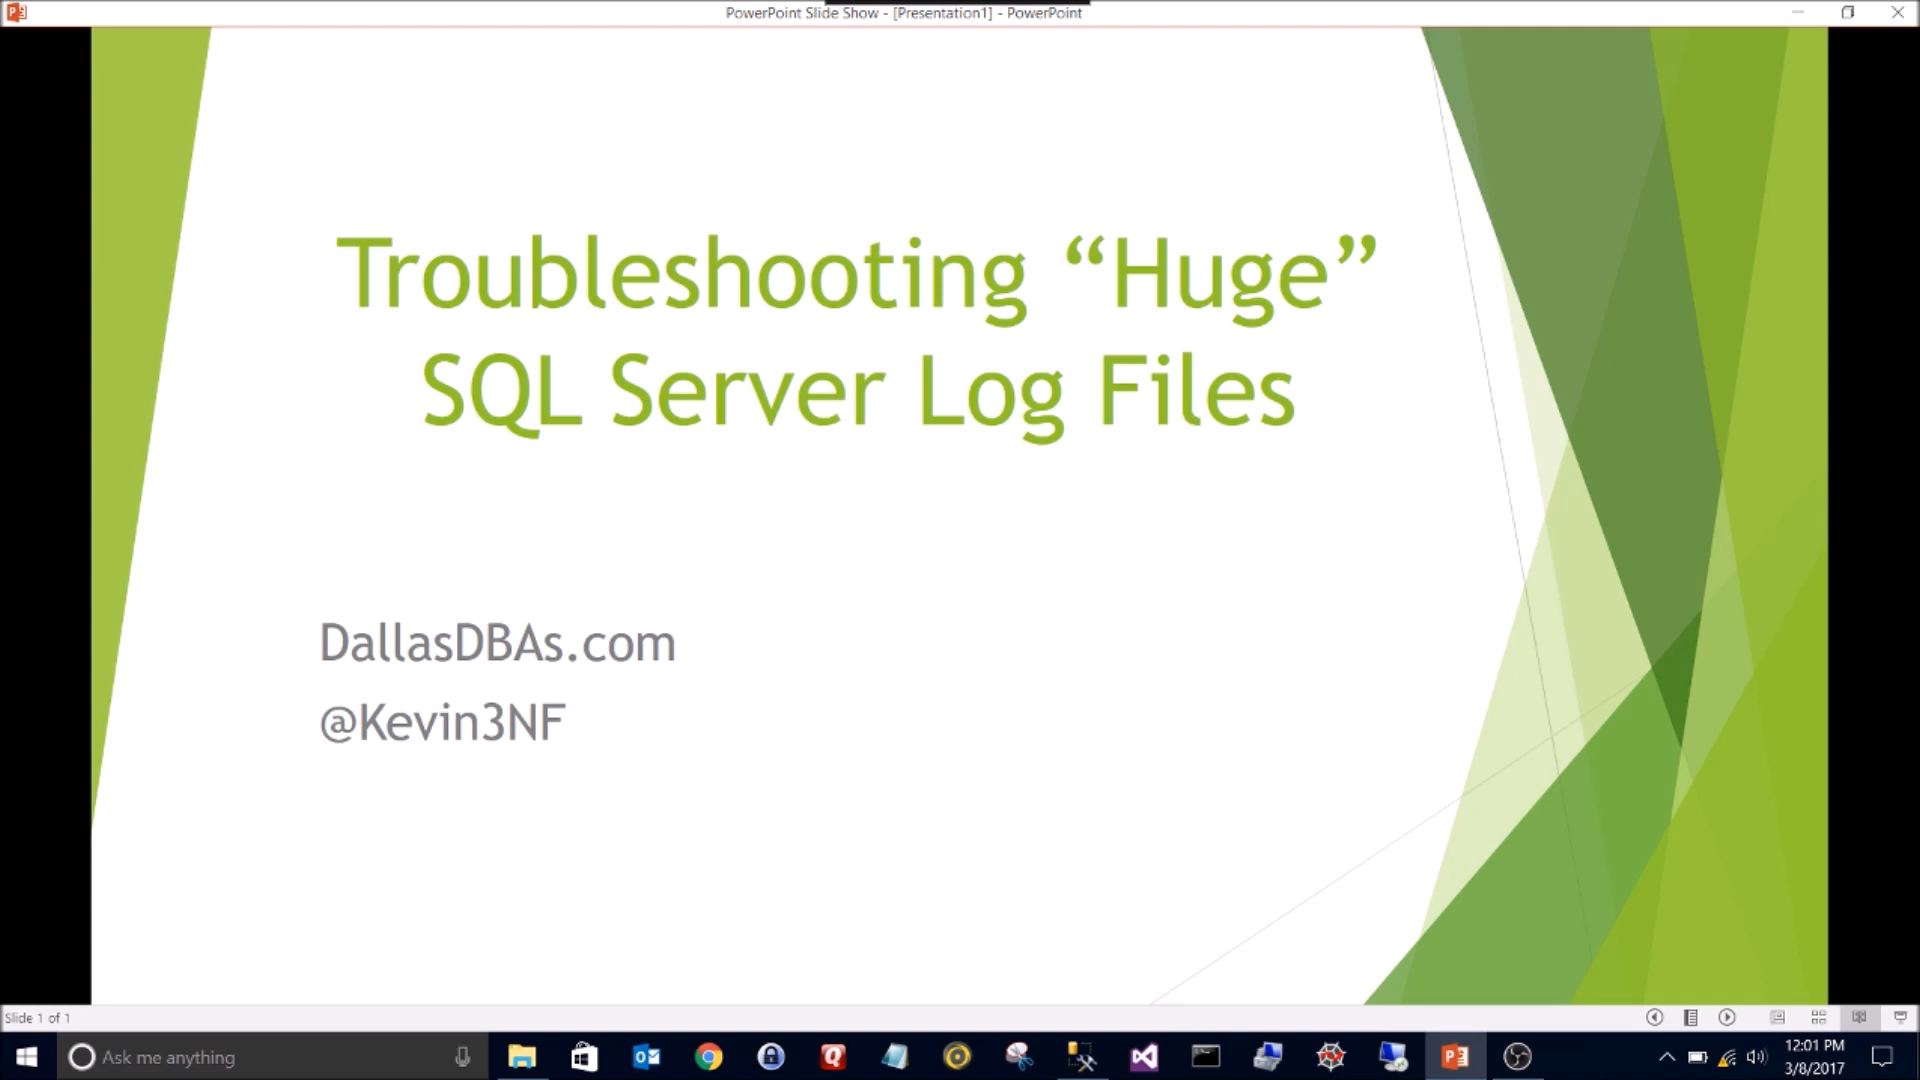 PowerPoint Slide Show - [Presentation1] - PowerPoint
Troubleshooting “Huge”
SQL Server Log Files
DallasDBAs.com
@Kevin3NF
Slide 1 of 1
Ask me anything
12:01 PM
3/8/2017